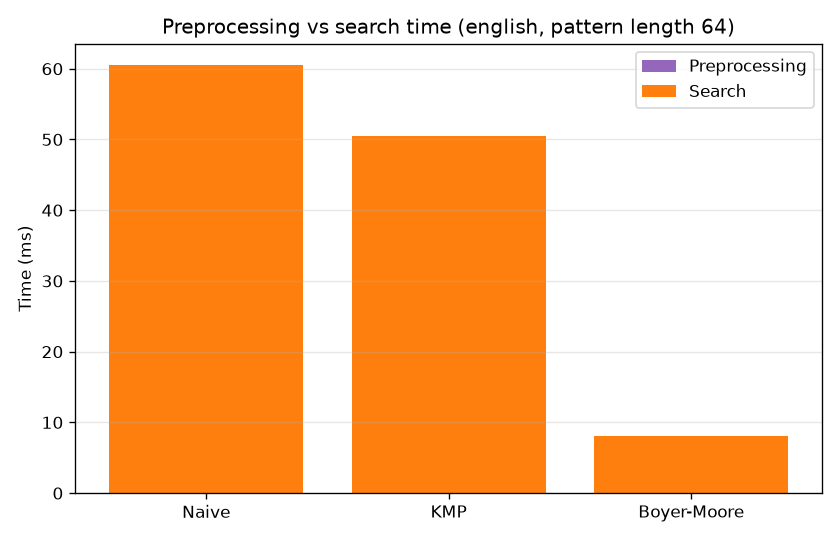 Preprocessing vs search time (english, pattern length 64)
Preprocessing
Search
Time (ms)
60
50
40
30
20
10
0
Naive
KMP
Boyer-Moore